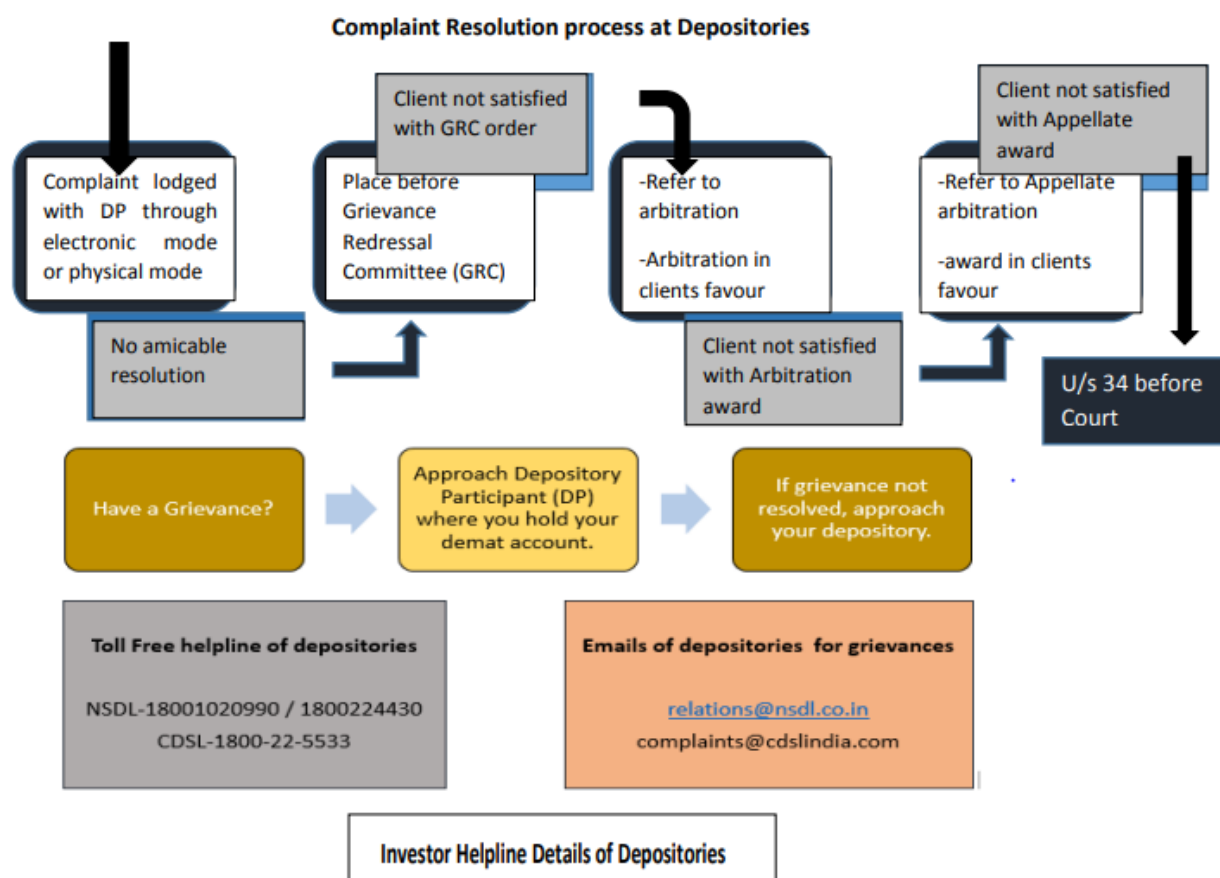 Complaint Resolution process at Depositories
Complaint lodged
with DP through
electronic mode
or physical mode
No amicable
resolution
Place before
Grievance
Redressal
Committee (GRC)
Client not satisfied
with GRC order
-Refer to
arbitration
-Arbitration in
clients favour
Client not satisfied
with Arbitration
award
-Refer to Appellate
arbitration
-award in clients
favour
Client not satisfied
with Appellate
award
U/s 34 before
Court
Have a Grievance?
Approach Depository
Participant (DP)
where you hold your
demat account.
If grievance not
resolved, approach
your depository.
Toll Free helpline of depositories
NSDL-18001020990 / 1800224430
CDSL-1800-22-5533
Emails of depositories for grievances
relations@nsdl.co.in
complaints@cdslindia.com
Investor Helpline Details of Depositories